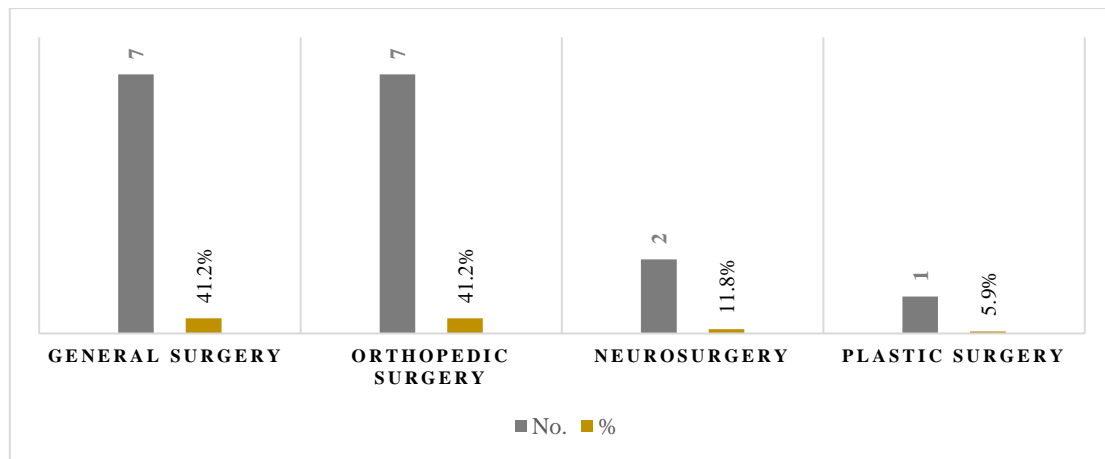 7
41.2%
7
41.2%
2
11.8%
1
5.9%
GENERAL SURGERY
ORTHOPEDIC
SURGERY
NEUROSURGERY
PLASTIC SURGERY
No.
%